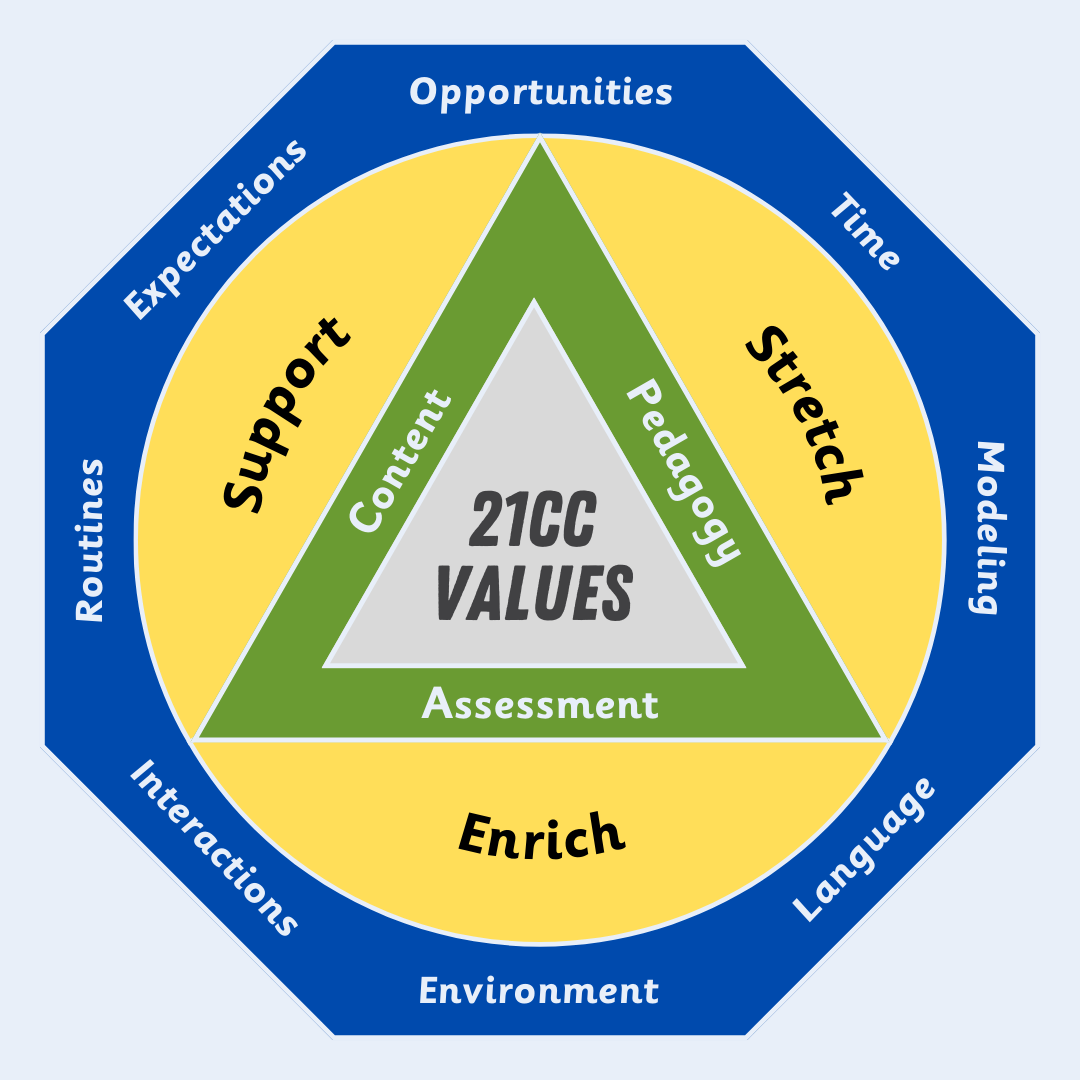 Opportunities
Time
Modeling
Language
Environment
Interactions
Routines
Expectations
Support
Stretch
Enrich
Content
Pedagogy
Assessment
21CC
VALUES